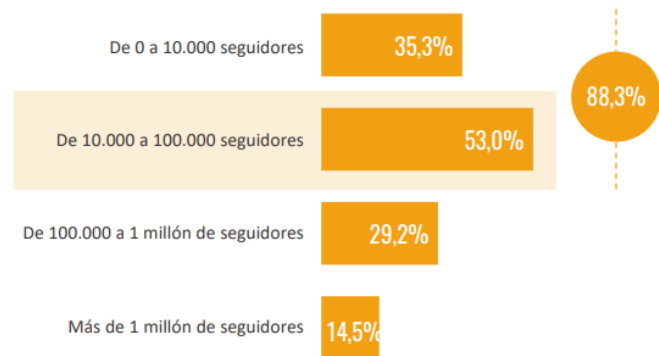 De 0 a 10.000 seguidores
35,3%
88,3%
De 10.000 a 100.000 seguidores
53,0%
De 100.000 a 1 millón de seguidores
29,2%
Más de 1 millón de seguidores
14,5%